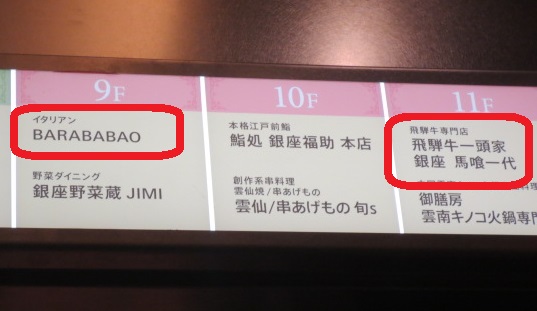 9F
イタリアン
BARABABAO
野菜ダイニング
銀座野菜蔵 JIMI
10F
本格江戸前鮨
鮨処 銀座福助 本店
創作系串料理
雲仙焼/串あげもの
雲仙/串あげもの 旬s
11F
飛騨牛専門店
飛騨牛一頭家
銀座 馬喰一代
御膳房
雲南キノコ火鍋専門